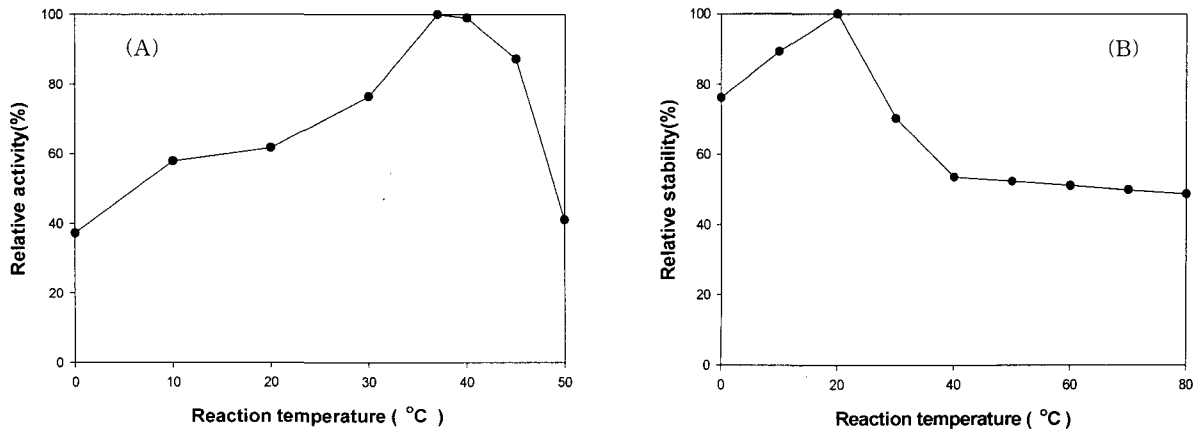 (A)
Relative activity(%)
100
80
60
40
20
0
0 10 20 30 40 50
Reaction temperature ( °C )
(B)
Relative stability(%)
100
80
60
40
20
0
0 20 40 60 80
Reaction temperature ( °C )